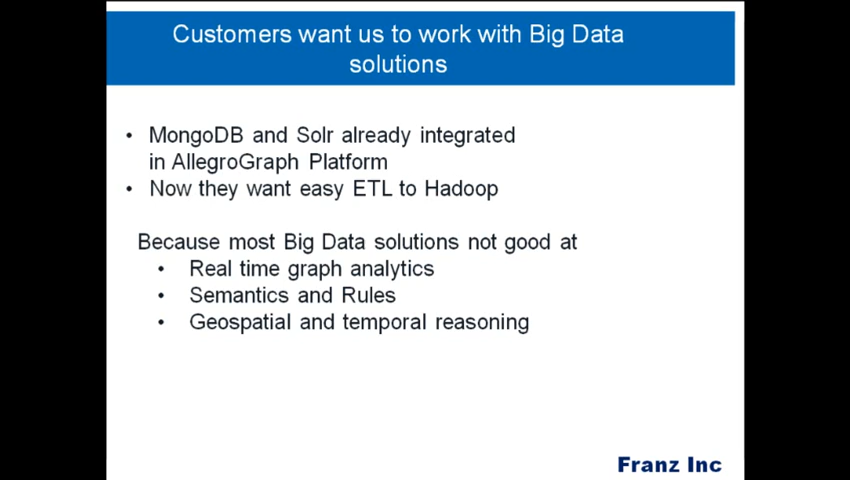 Customers want us to work with Big Data
solutions
• MongoDB and Solr already integrated
in AllegroGraph Platform
• Now they want easy ETL to Hadoop
Because most Big Data solutions not good at
• Real time graph analytics
• Semantics and Rules
• Geospatial and temporal reasoning
Franz Inc